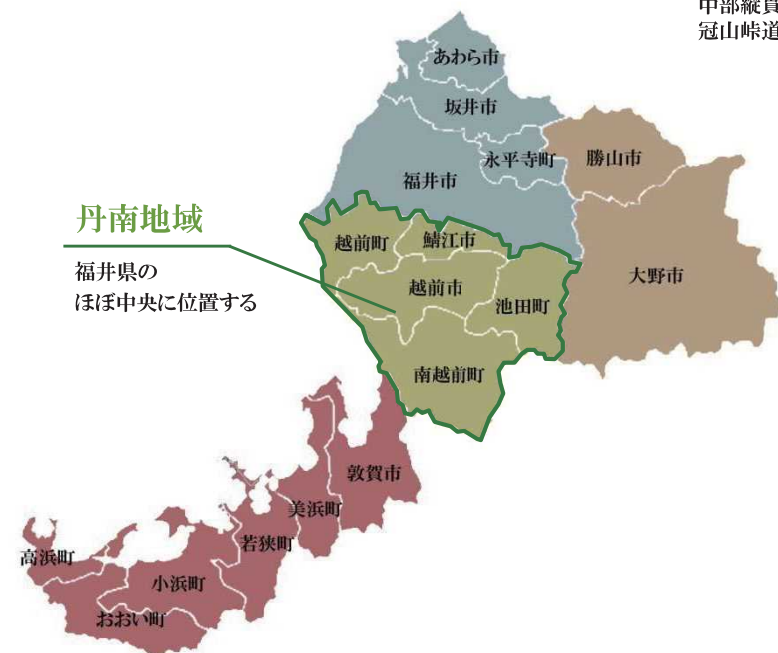 中部縦貫
冠山峠道
あわら市
坂井市
永平寺町
勝山市
福井市
丹南地域
福井県の
ほぼ中央に位置する
越前町
鯖江市
越前市
池田町
大野市
南越前町
敦賀市
美浜町
若狭町
高浜町
小浜町
おおい町